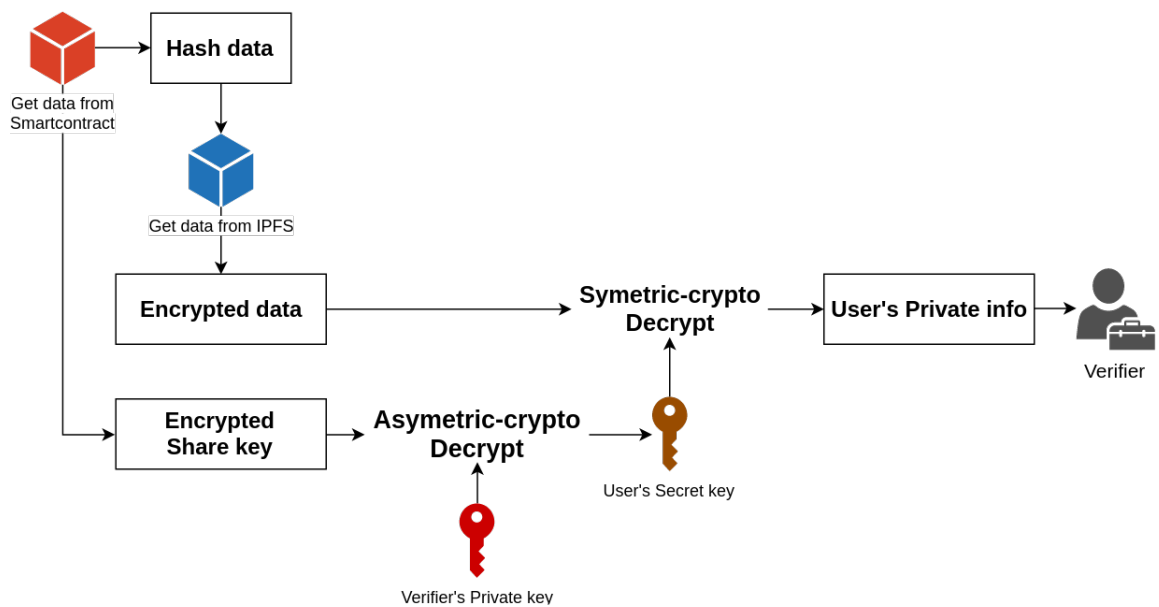 Hash data
Get data from
Smartcontract
Get data from IPFS
Encrypted data
Symetric-crypto
Decrypt
User's Private info
Verifier
Encrypted
Share key
Asymetric-crypto
Decrypt
User's Secret key
Verifier's Private key